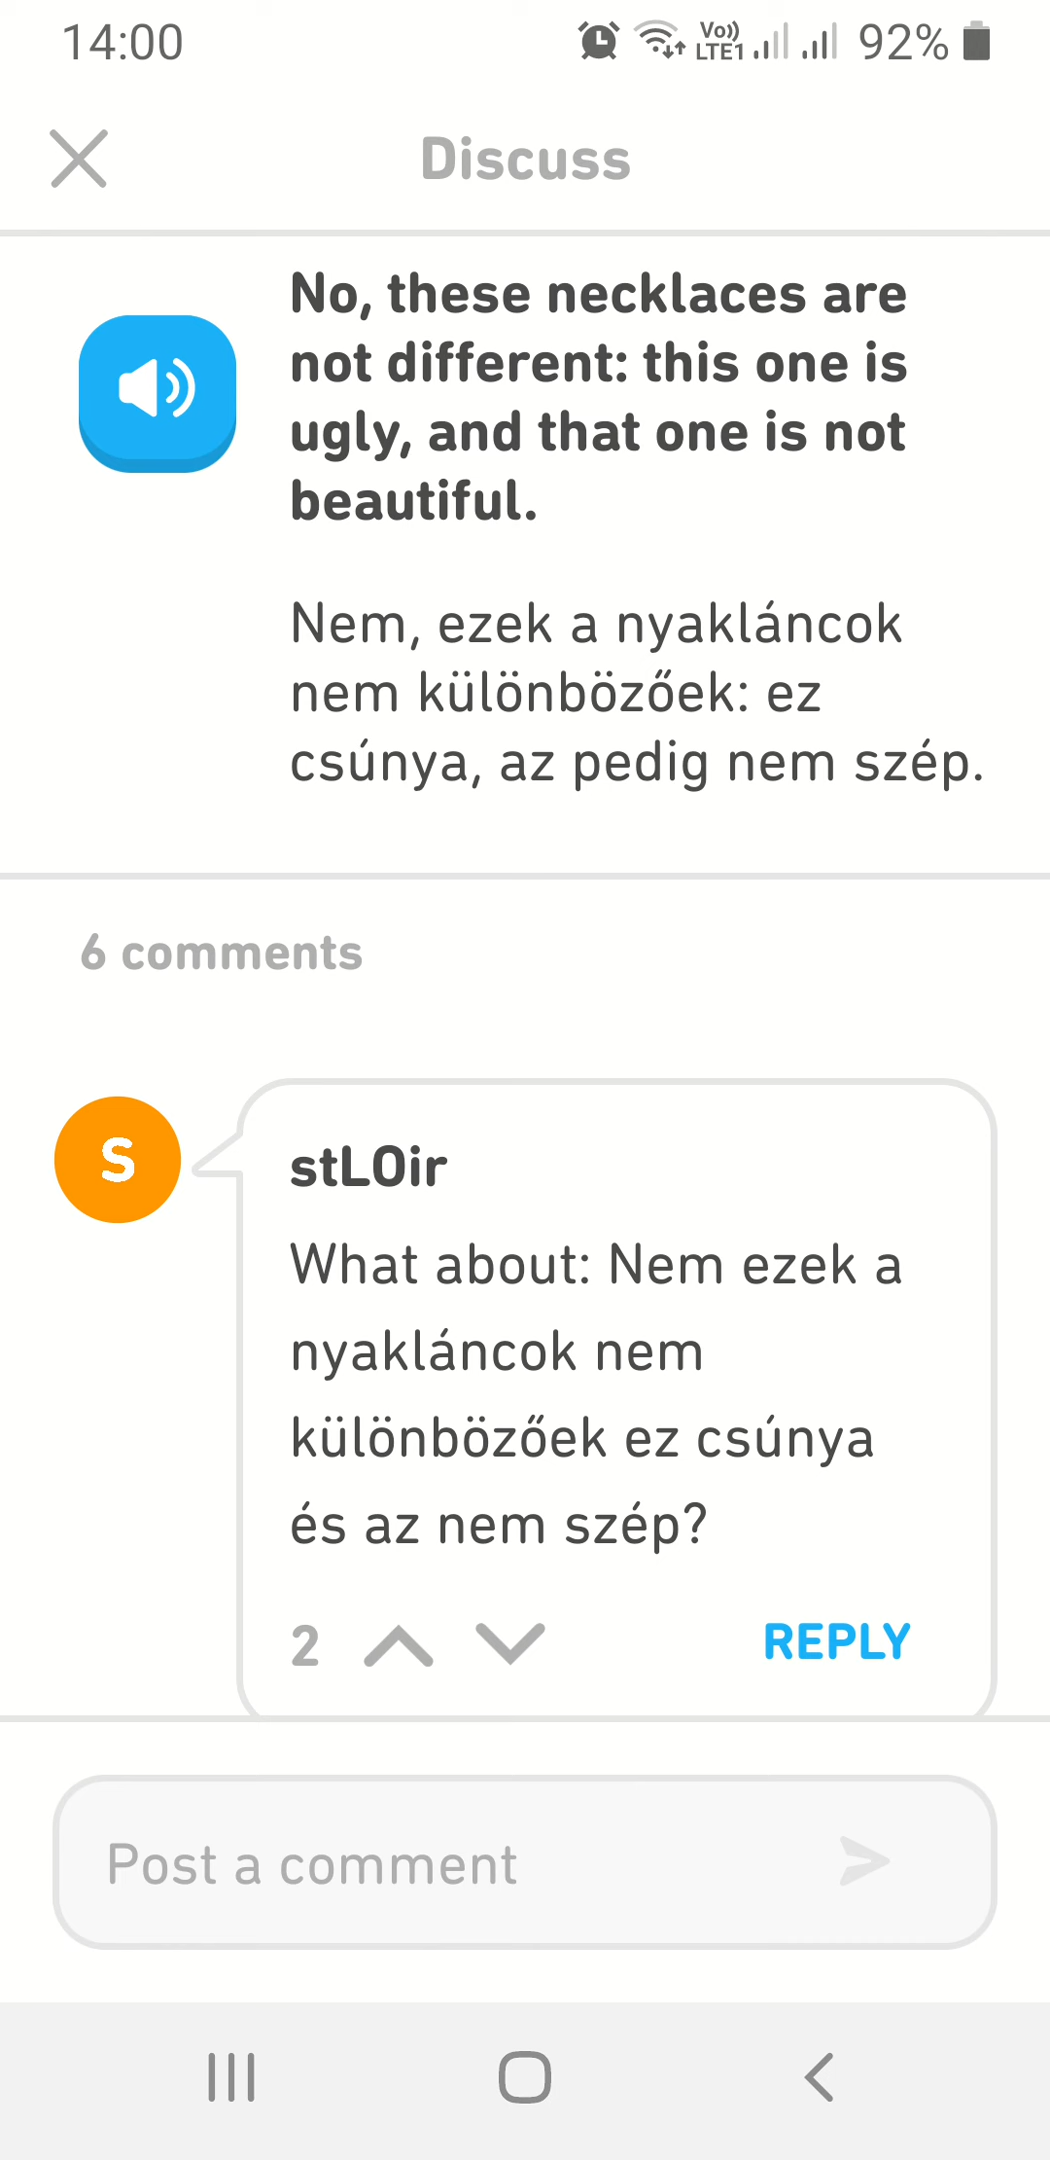 14:00
Vo)) LTE1 92%
Discuss
No, these necklaces are
not different: this one is
ugly, and that one is not
beautiful.
Nem, ezek a nyakláncok
nem különbözőek: ez
csúnya, az pedig nem szép.
6 comments
S
stLOir
What about: Nem ezek a
nyakláncok nem
különbözőek ez csúnya
és az nem szép?
2
REPLY
Post a comment